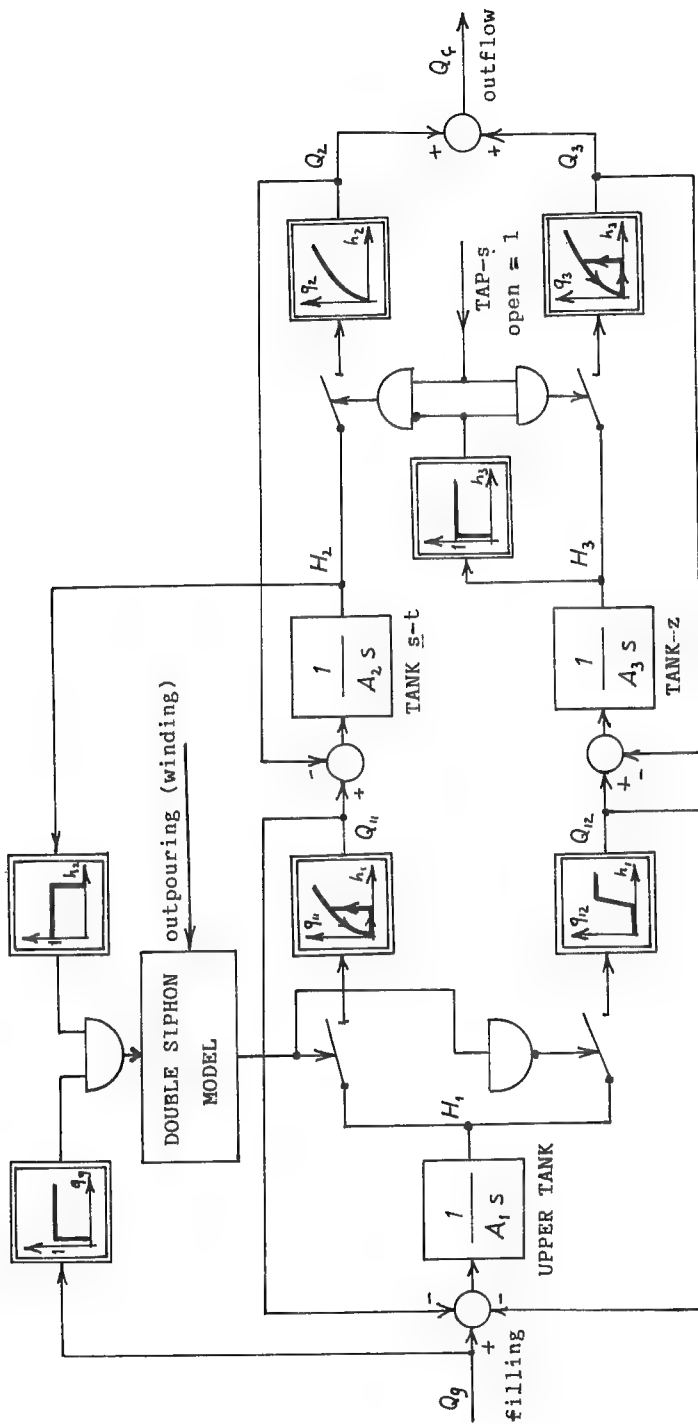 Qg
filling
+
-
-
1
A₁ s
UPPER TANK
H₁
1
qg
DOUBLE SIPHON
MODEL
outpouring (winding)
1
h₂
q₁₁
h₁
Q₁₁
q₁₂
h₁
Q₁₂
-
+
+
-
1
A₂ s
TANK s-t
H₂
1
A₃ s
TANK-z
H₃
1
h₃
TAP-s
open = 1
q₂
h₂
Q₂
q₃
h₃
Q₃
+
+
outflow